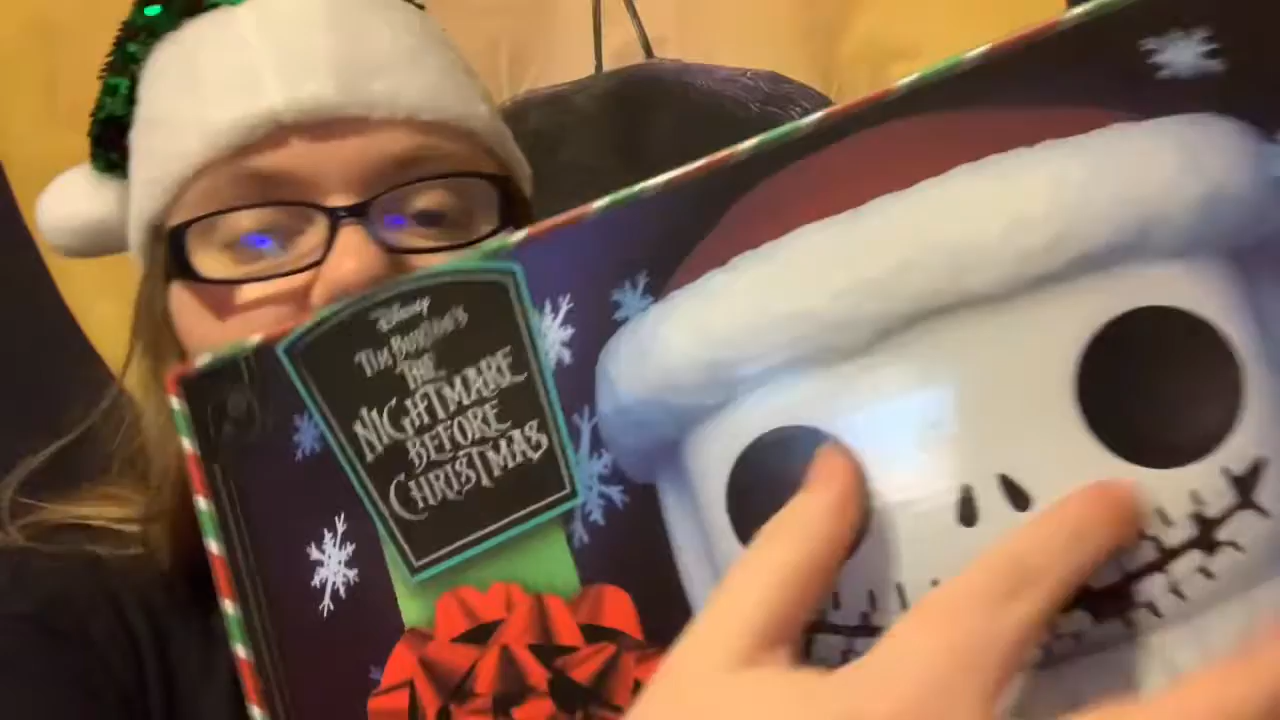 Disney
Tim Burton's
The
Nightmare
Before
Christmas